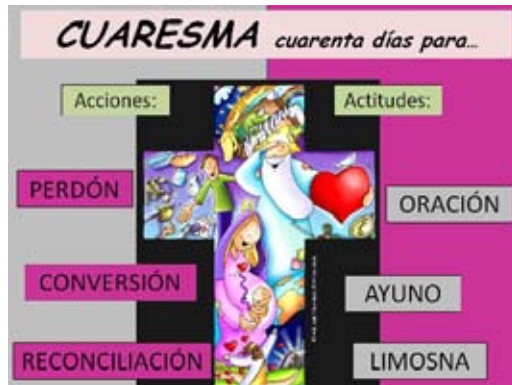 CUARESMA cuarenta días para...
Acciones:
Actitudes:
PERDÓN
ORACIÓN
CONVERSIÓN
AYUNO
RECONCILIACIÓN
LIMOSNA